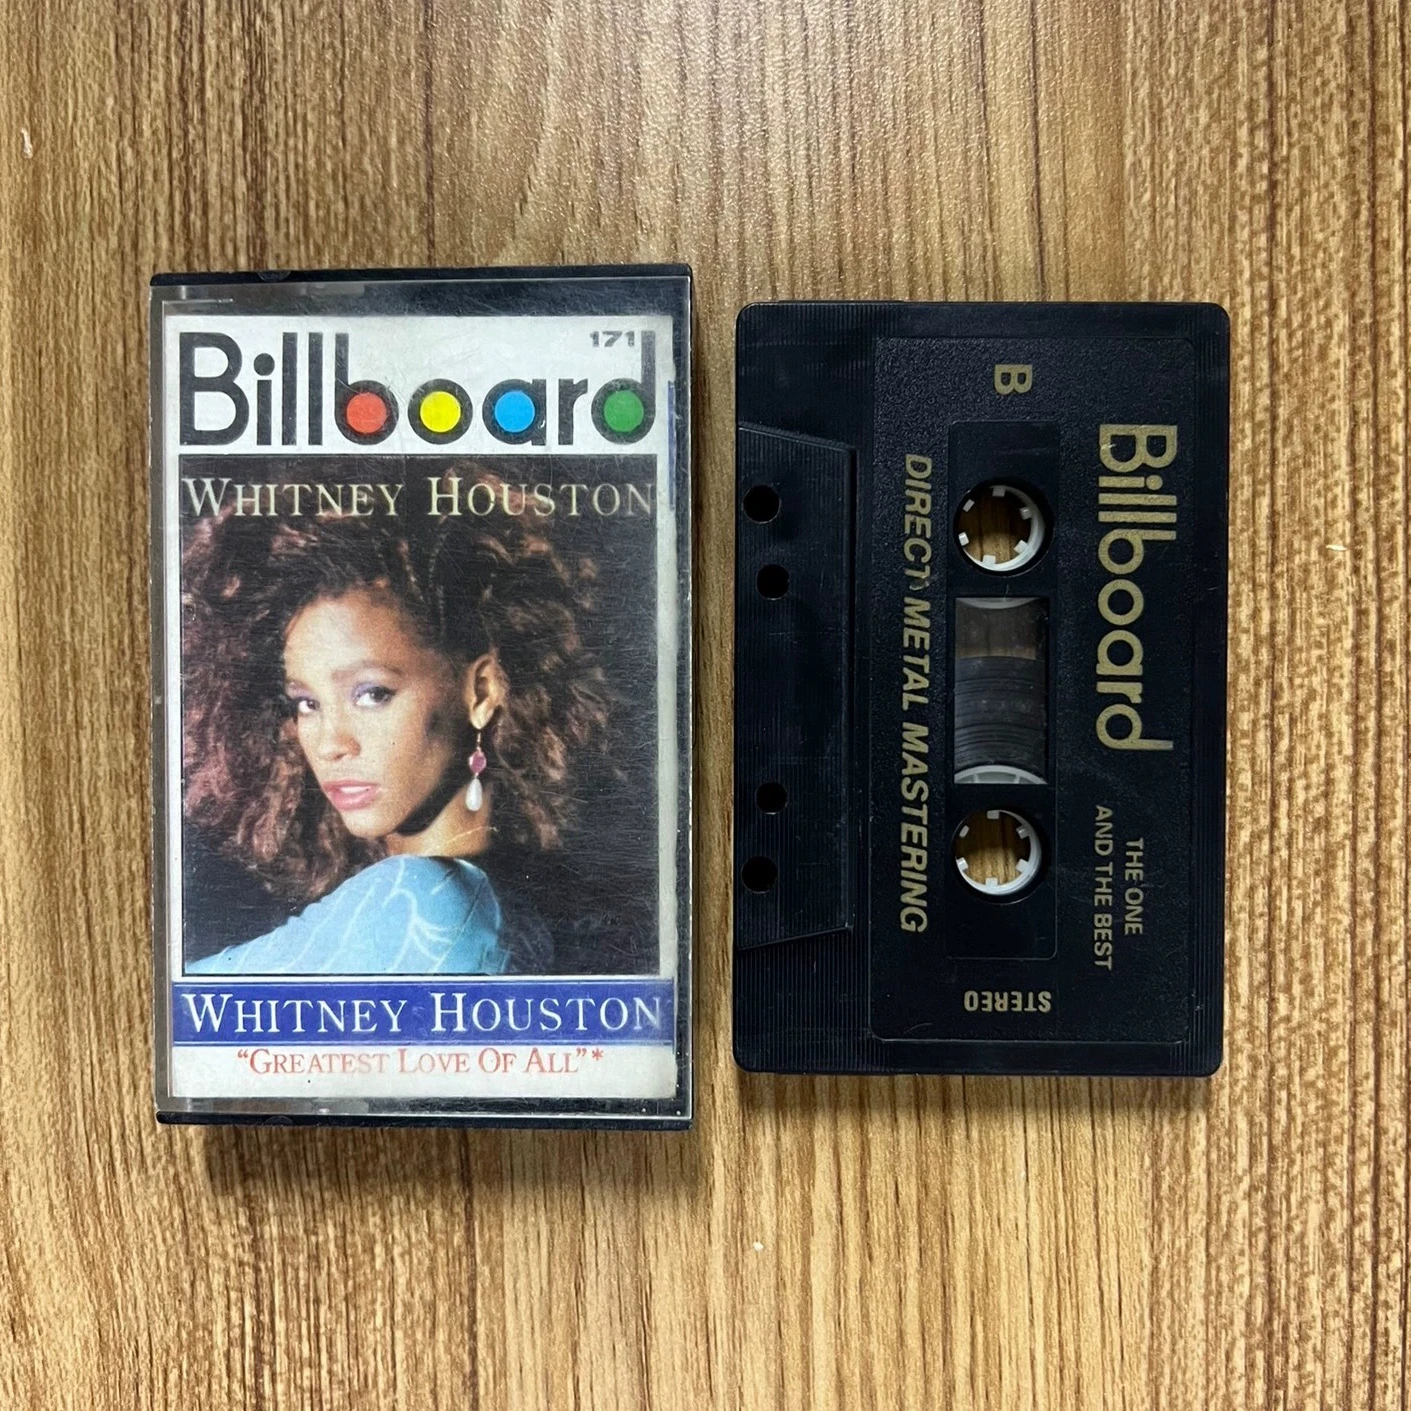 171
Billboard
WHITNEY HOUSTON
WHITNEY HOUSTON
"GREATEST LOVE OF ALL"*
B
Billboard
THE ONE
AND THE BEST
DIRECT METAL MASTERING
STEREO